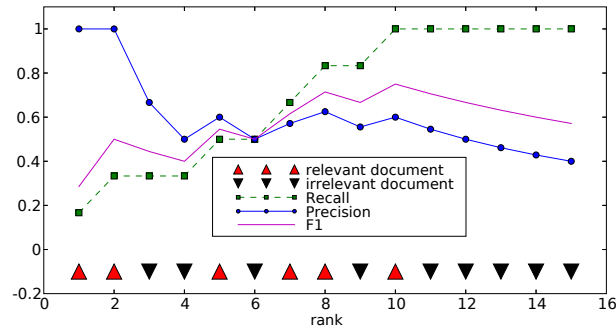 1
0.8
0.6
0.4
0.2
0
-0.2
relevant document
irrelevant document
Recall
Precision
F1
0 2 4 6 8 10 12 14 16
rank